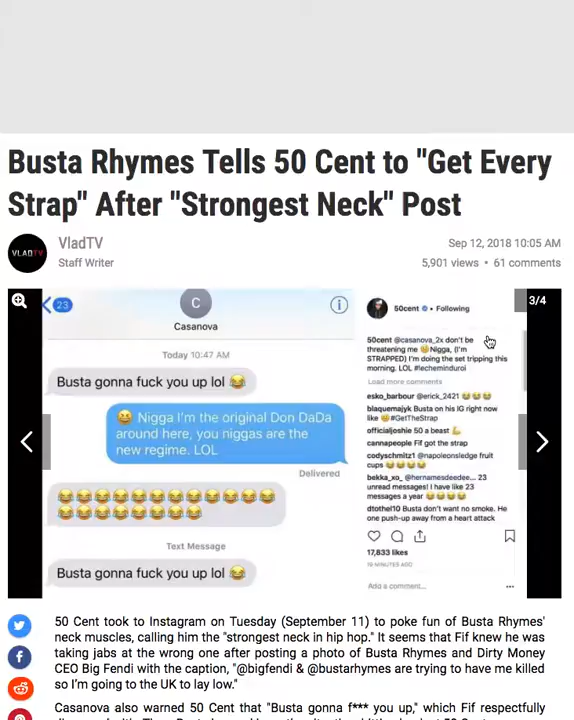 Busta Rhymes Tells 50 Cent to "Get Every
Strap" After "Strongest Neck" Post
VLADTV
VladTV
Staff Writer
Sep 12, 2018 10:05 AM
5,901 views • 61 comments
23
C
Casanova
3/4
Today 10:47 AM
Busta gonna fuck you up lol 😂
😆 Nigga I'm the original Don DaDa
around here, you niggas are the
new regime. LOL
Delivered
😂😂😂😂😂😂😂😂😂😂😂
😂😂😂😂😂😂😂
Text Message
Busta gonna fuck you up lol 😂
50cent • Following
50cent @casanova_2x don't be
threatening me 😆Nigga, (I'm
STRAPPED) I'm doing the set tripping this
morning. LOL #lecheminduroi
Load more comments
esko_barbour @erick_2421 😂😂😂
blaquemajyk Busta on his IG right now
like 😆#GetTheStrap
officialjoshie 50 a beast 💪
cannapeople Fif got the strap
codyschmitz1 @napoleonsledge fruit
cups 😂😂😂😂
bekka_xo_ @hernamesdeedee... 23
unread messages! I have like 23
messages a year 😂😂😂😂
dtothel10 Busta don't want no smoke. He
one push-up away from a heart attack
17,833 likes
19 MINUTES AGO
Add a comment...
50 Cent took to Instagram on Tuesday (September 11) to poke fun of Busta Rhymes'
neck muscles, calling him the "strongest neck in hip hop." It seems that Fif knew he was
taking jabs at the wrong one after posting a photo of Busta Rhymes and Dirty Money
CEO Big Fendi with the caption, "@bigfendi & @bustarhymes are trying to have me killed
so I'm going to the UK to lay low."
Casanova also warned 50 Cent that "Busta gonna f*** you up," which Fif respectfully